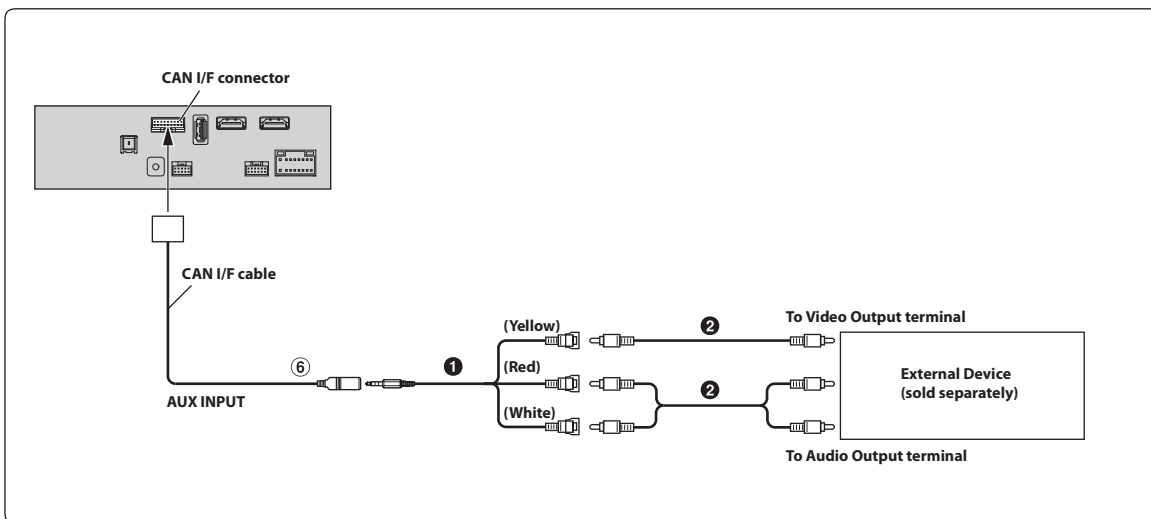 CAN I/F connector
CAN I/F cable
(Yellow)
❷
To Video Output terminal
⑥
❶
(Red)
❷
External Device
(sold separately)
AUX INPUT
(White)
To Audio Output terminal